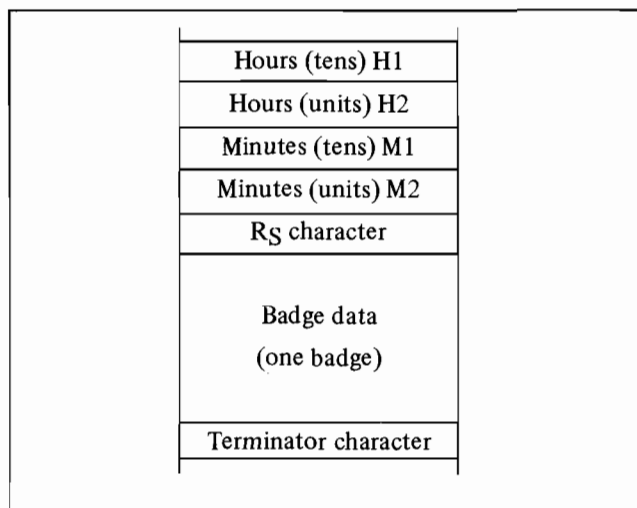 Hours (tens) H1
Hours (units) H2
Minutes (tens) M1
Minutes (units) M2
RS character
Badge data
(one badge)
Terminator character